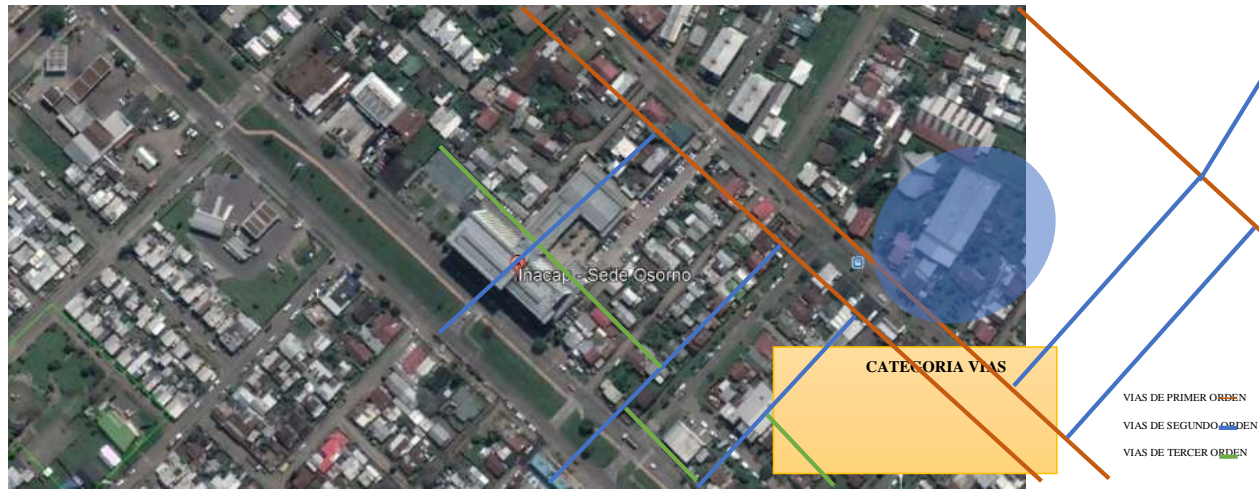 Inacap - Sede Osorno
CATEGORIA VIAS
VIAS DE PRIMER ORDEN
VIAS DE SEGUNDO ORDEN
VIAS DE TERCER ORDEN